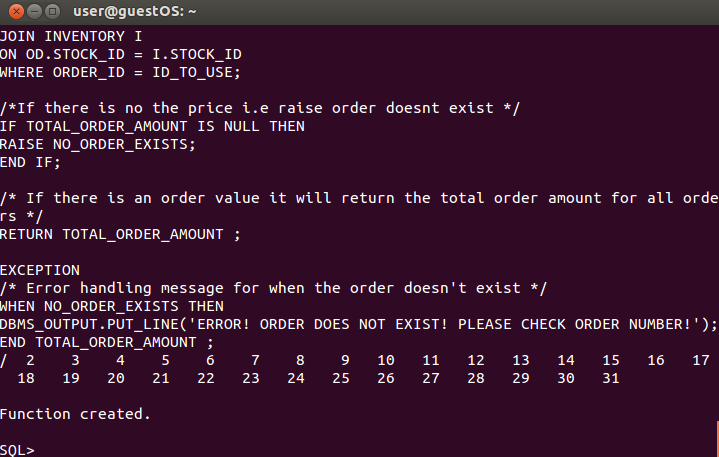 user@guestOS: ~
JOIN INVENTORY I
ON OD.STOCK_ID = I.STOCK_ID
WHERE ORDER_ID = ID_TO_USE;

/*If there is no the price i.e raise order doesnt exist */
IF TOTAL_ORDER_AMOUNT IS NULL THEN
RAISE NO_ORDER_EXISTS;
END IF;

/* If there is an order value it will return the total order amount for all orde
rs */
RETURN TOTAL_ORDER_AMOUNT ;

EXCEPTION
/* Error handling message for when the order doesn't exist */
WHEN NO_ORDER_EXISTS THEN
DBMS_OUTPUT.PUT_LINE('ERROR! ORDER DOES NOT EXIST! PLEASE CHECK ORDER NUMBER!');
END TOTAL_ORDER_AMOUNT ;
/  2    3    4    5    6    7    8    9   10   11   12   13   14   15   16   17
  18   19   20   21   22   23   24   25   26   27   28   29   30   31

Function created.

SQL>